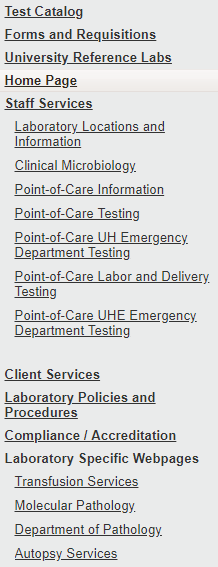 Test Catalog
Forms and Requisitions
University Reference Labs
Home Page
Staff Services
Laboratory Locations and
Information
Clinical Microbiology
Point-of-Care Information
Point-of-Care Testing
Point-of-Care UH Emergency
Department Testing
Point-of-Care Labor and Delivery
Testing
Point-of-Care UHE Emergency
Department Testing
Client Services
Laboratory Policies and
Procedures
Compliance / Accreditation
Laboratory Specific Webpages
Transfusion Services
Molecular Pathology
Department of Pathology
Autopsy Services